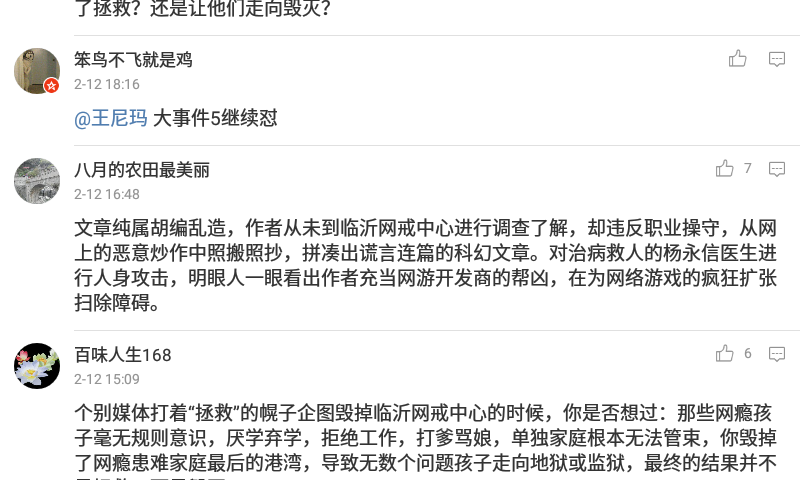 了拯救？还是让他们走向毁灭？
笨鸟不飞就是鸡
2-12 18:16
@王尼玛 大事件5继续怼
八月的农田最美丽
7
2-12 16:48
文章纯属胡编乱造，作者从未到临沂网戒中心进行调查了解，却违反职业操守，从网
上的恶意炒作中照搬照抄，拼凑出谎言连篇的科幻文章。对治病救人的杨永信医生进
行人身攻击，明眼人一眼看出作者充当网游开发商的帮凶，在为网络游戏的疯狂扩张
扫除障碍。
百味人生168
6
2-12 15:09
个别媒体打着“拯救”的幌子企图毁掉临沂网戒中心的时候，你是否想过：那些网瘾孩
子毫无规则意识，厌学弃学，拒绝工作，打爹骂娘，单独家庭根本无法管束，你毁掉
了网瘾患难家庭最后的港湾，导致无数个问题孩子走向地狱或监狱，最终的结果并不